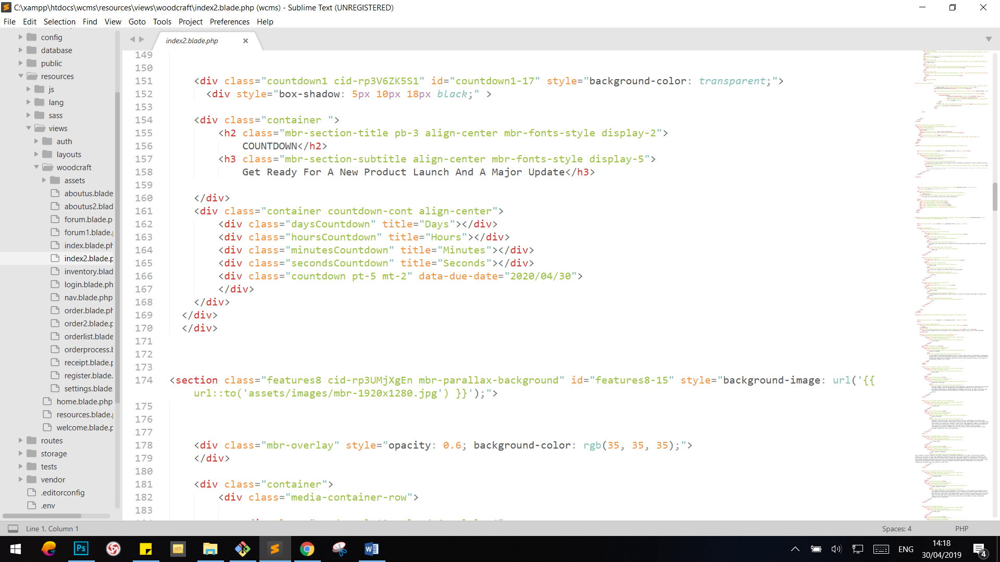 C:\xampp\htdocs\wcms\resources\views\woodcraft\index2.blade.php (wcms) - Sublime Text (UNREGISTERED)
File Edit Selection Find View Goto Tools Project Preferences Help
config
database
public
resources
js
lang
sass
views
auth
layouts
woodcraft
assets
aboutus.blade
aboutus2.blad
forum.blade.p
forum1.blade.
index.blade.ph
index2.blade.p
inventory.blad
login.blade.ph
nav.blade.php
order.blade.ph
order2.blade.p
orderlist.blade
orderprocess.b
receipt.blade.p
register.blade.
settings.blade.
home.blade.php
resources.blade.
welcome.blade.p
routes
storage
tests
vendor
.editorconfig
.env
index2.blade.php
149
150
151 <div class="countdown1 cid-rp3V6ZK5S1" id="countdown1-17" style="background-color: transparent;">
152 <div style="box-shadow: 5px 10px 18px black;" >
153
154 <div class="container ">
155 <h2 class="mbr-section-title pb-3 align-center mbr-fonts-style display-2">
156 COUNTDOWN</h2>
157 <h3 class="mbr-section-subtitle align-center mbr-fonts-style display-5">
158 Get Ready For A New Product Launch And A Major Update</h3>
159
160 </div>
161 <div class="container countdown-cont align-center">
162 <div class="daysCountdown" title="Days"></div>
163 <div class="hoursCountdown" title="Hours"></div>
164 <div class="minutesCountdown" title="Minutes"></div>
165 <div class="secondsCountdown" title="Seconds"></div>
166 <div class="countdown pt-5 mt-2" data-due-date="2020/04/30">
167 </div>
168 </div>
169 </div>
170 </div>
171
172
173
174 <section class="features8 cid-rp3UMjXgEn mbr-parallax-background" id="features8-15" style="background-image: url('{{
url::to('assets/images/mbr-1920x1280.jpg') }}');">
175
176
177
178 <div class="mbr-overlay" style="opacity: 0.6; background-color: rgb(35, 35, 35);">
179 </div>
180
181 <div class="container">
182 <div class="media-container-row">
183
Line 1, Column 1
Spaces: 4
PHP
Ps
ENG
14:18
30/04/2019
4